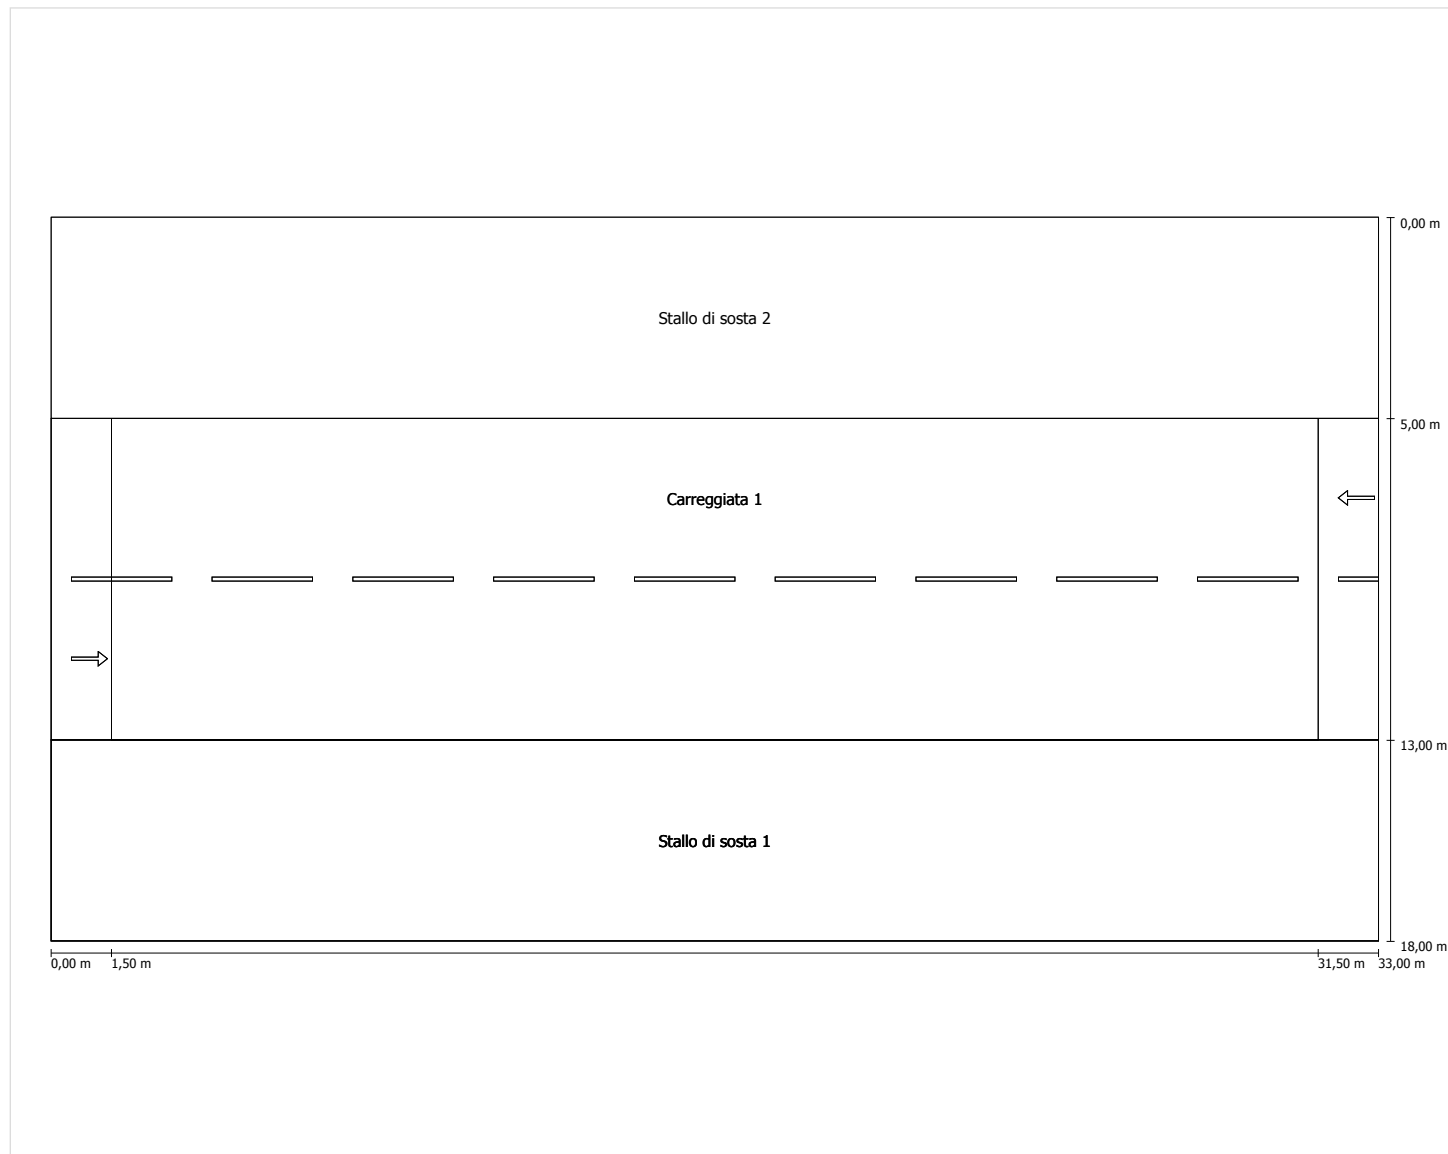 0,00 m
Stallo di sosta 2
5,00 m
Carreggiata 1
13,00 m
Stallo di sosta 1
18,00 m
0,00 m 1,50 m 31,50 m 33,00 m